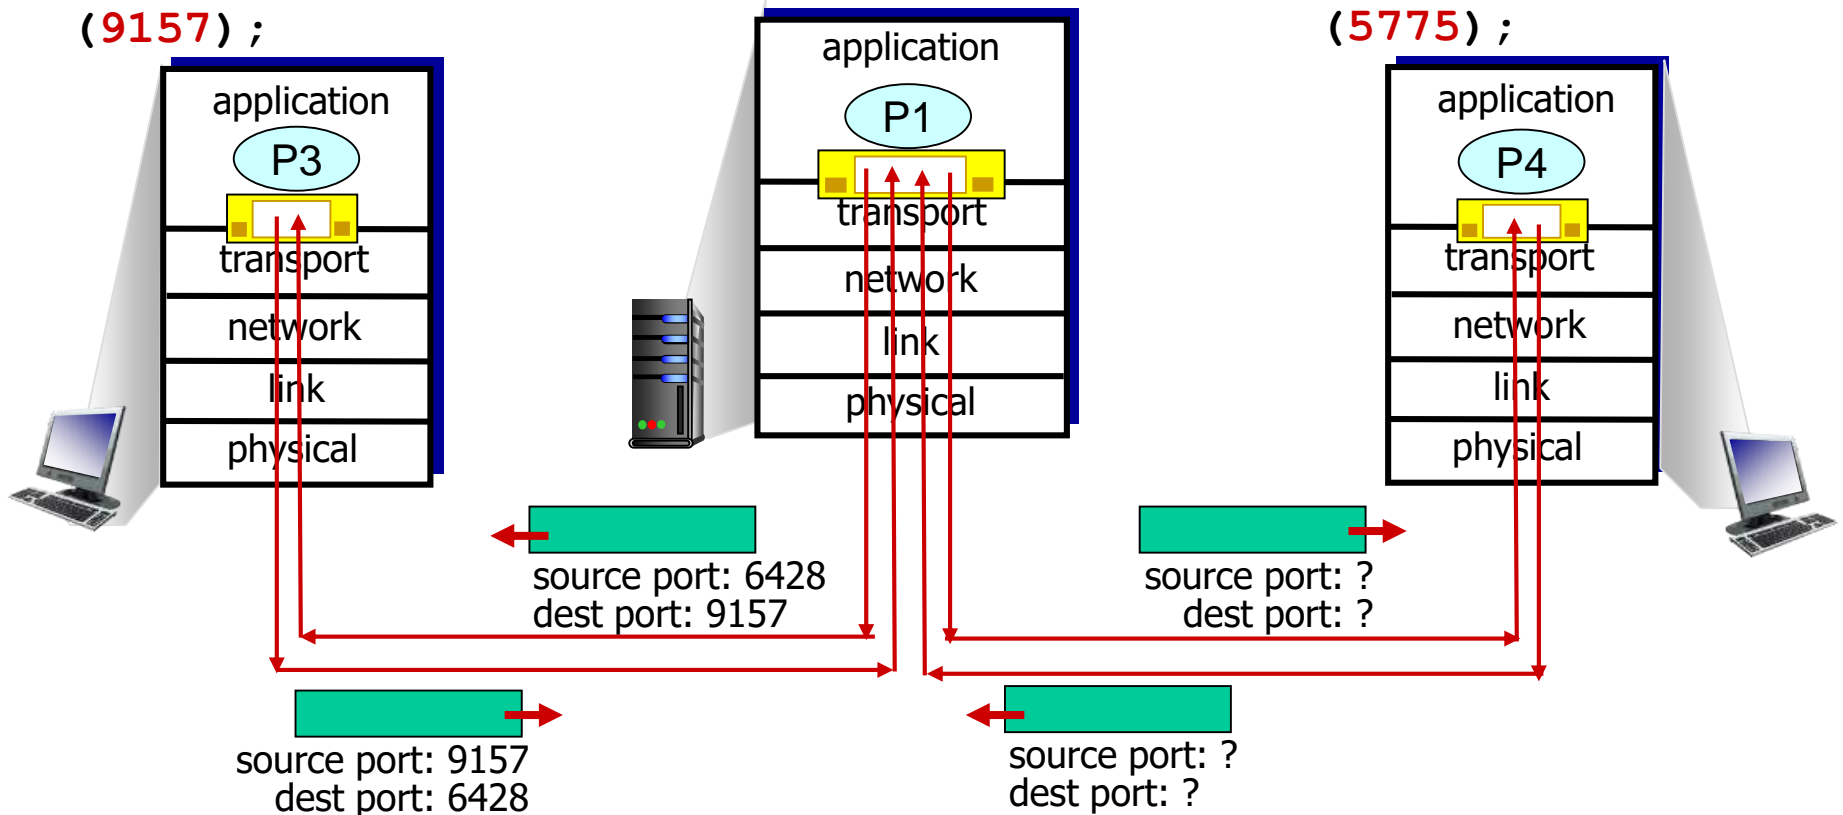 (9157);
application
P3
transport
network
link
physical
application
P1
transport
network
link
physical
(5775);
application
P4
transport
network
link
physical
source port: 6428
dest port: 9157
source port: ?
dest port: ?
source port: 9157
dest port: 6428
source port: ?
dest port: ?